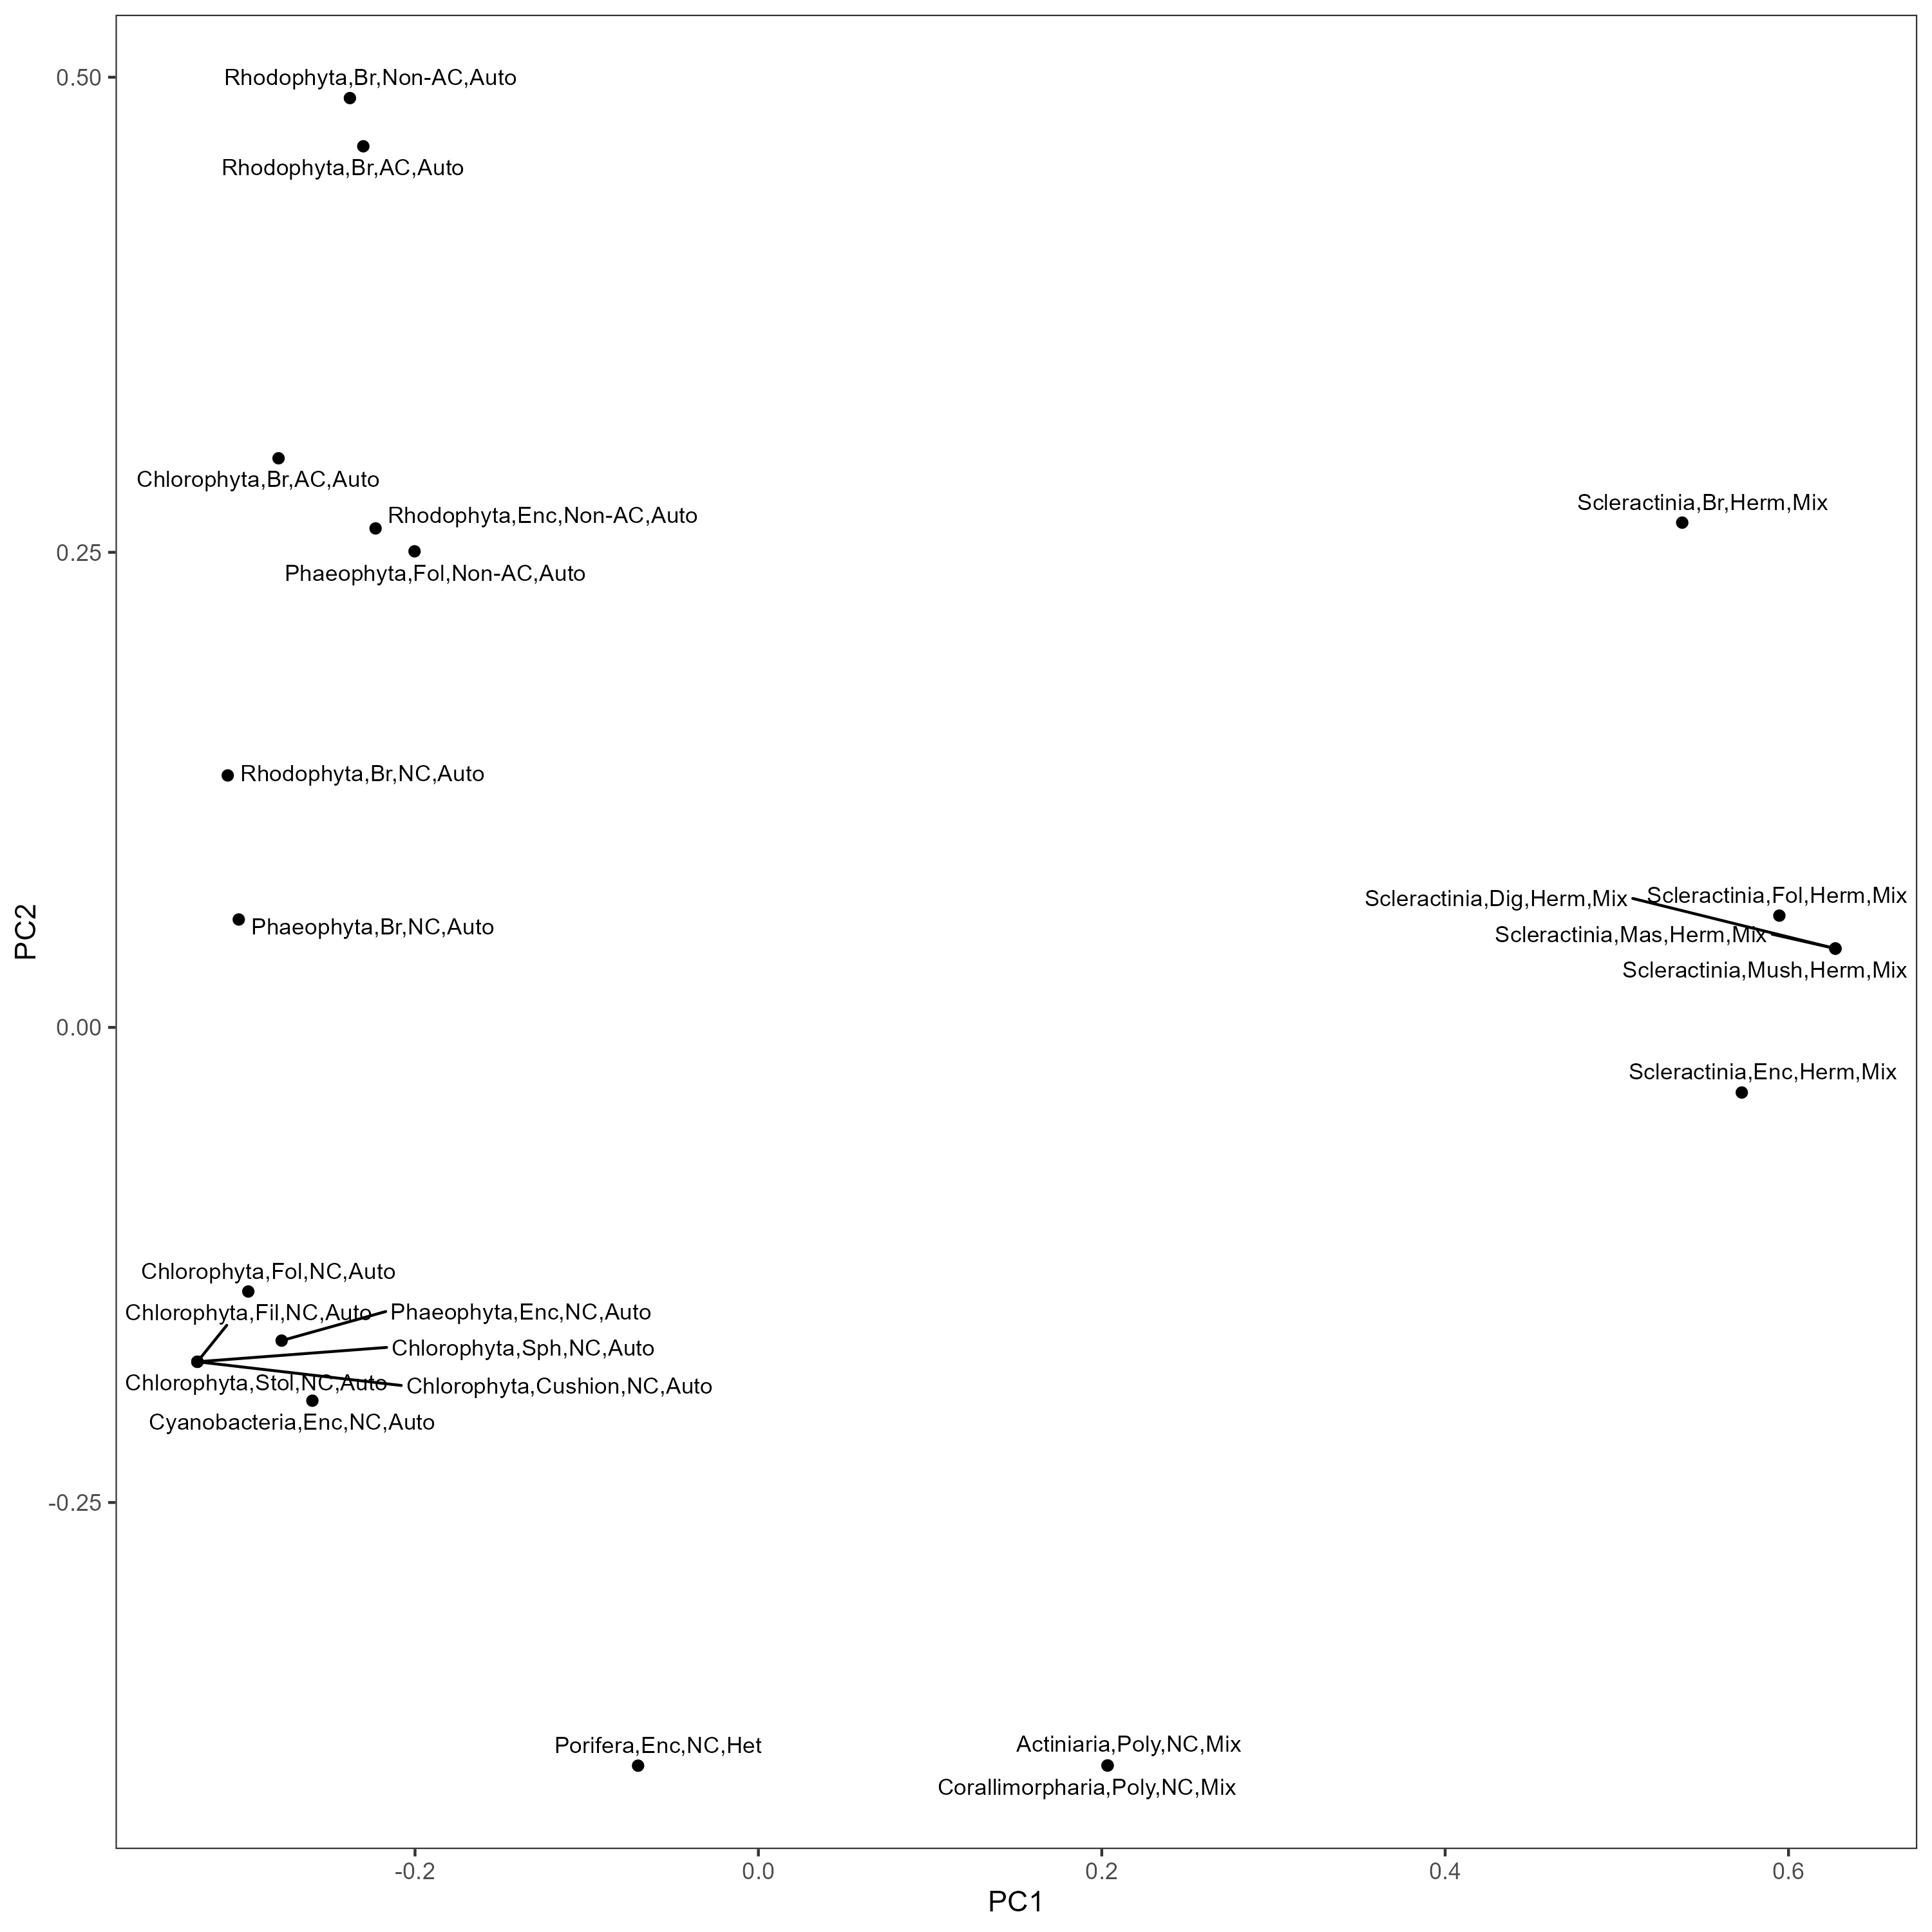 0.50
Rhodophyta,Br,Non-AC,Auto
Rhodophyta,Br,AC,Auto
Chlorophyta,Br,AC,Auto
Scleractinia,Br,Herm,Mix
Rhodophyta,Enc,Non-AC,Auto
0.25
Phaeophyta,Fol,Non-AC,Auto
Rhodophyta,Br,NC,Auto
Scleractinia,Dig,Herm,Mix
Scleractinia,Fol,Herm,Mix
Phaeophyta,Br,NC,Auto
Scleractinia,Mas,Herm,Mix
PC2
Scleractinia,Mush,Herm,Mix
0.00
Scleractinia,Enc,Herm,Mix
Chlorophyta,Fol,NC,Auto
Chlorophyta,Fil,NC,Auto
Phaeophyta,Enc,NC,Auto
Chlorophyta,Sph,NC,Auto
Chlorophyta,Stol,NC,Auto
Chlorophyta,Cushion,NC,Auto
Cyanobacteria,Enc,NC,Auto
-0.25
Porifera,Enc,NC,Het
Actiniaria,Poly,NC,Mix
Corallimorpharia,Poly,NC,Mix
-0.2
0.0
0.2
0.4
0.6
PC1